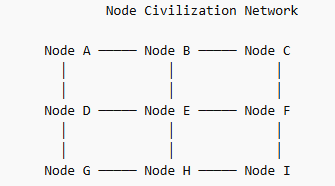 Node Civilization Network
Node A ───── Node B ───── Node C
Node D ───── Node E ───── Node F
Node G ───── Node H ───── Node I